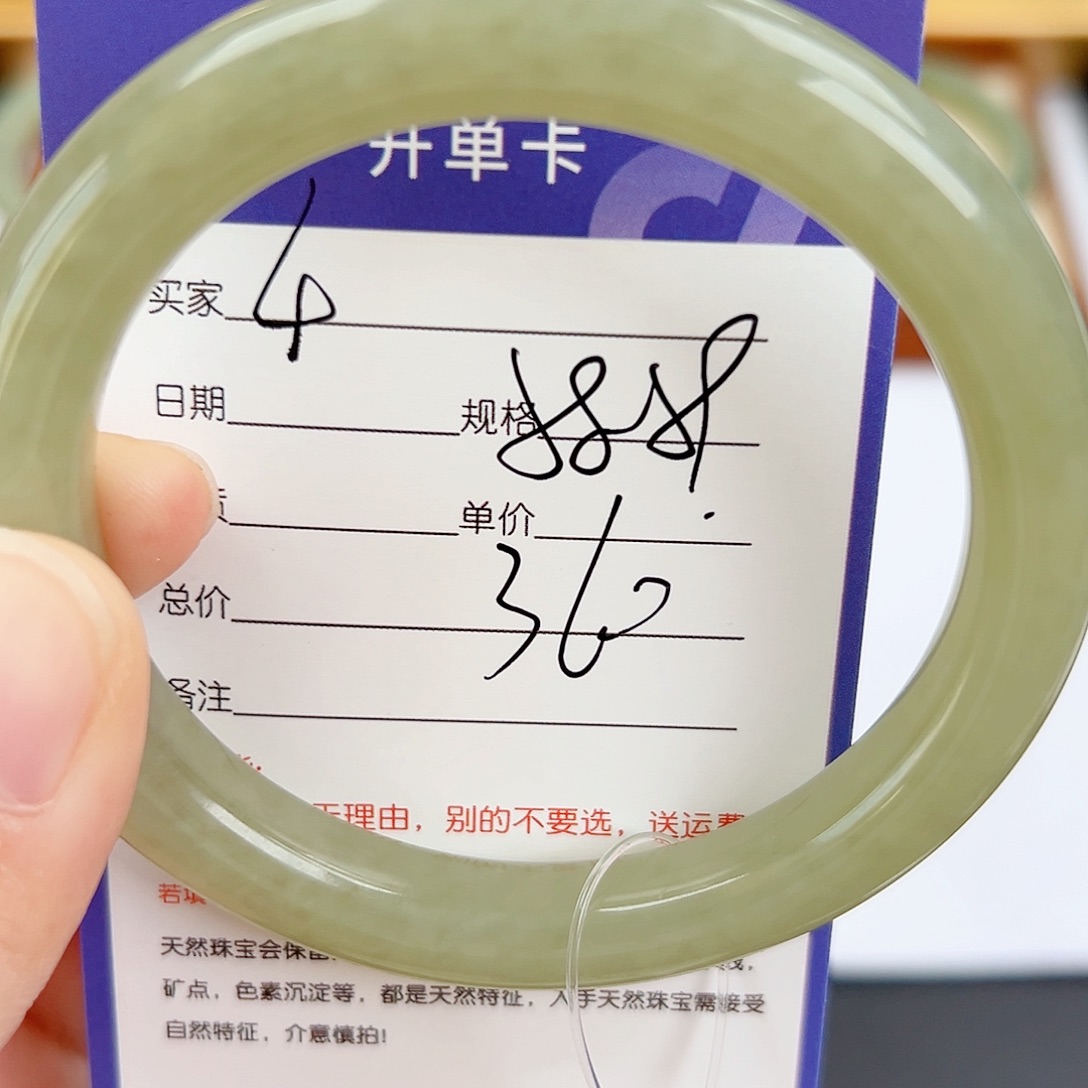 开单卡
买家 4
日期 规格
单价
360
总价
备注
理由，别的不要选，送运费
若填
天然珠宝会保留
矿点，色素沉淀等，都是天然特征，入手天然珠宝需接受
自然特征，介意慎拍！